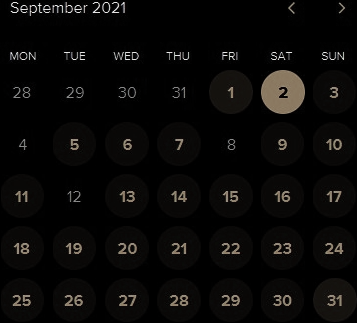 September 2021
MON TUE WED THU FRI SAT SUN
28 29 30 31 1 2 3
4 5 6 7 8 9 10
11 12 13 14 15 16 17
18 19 20 21 22 23 24
25 26 27 28 29 30 31